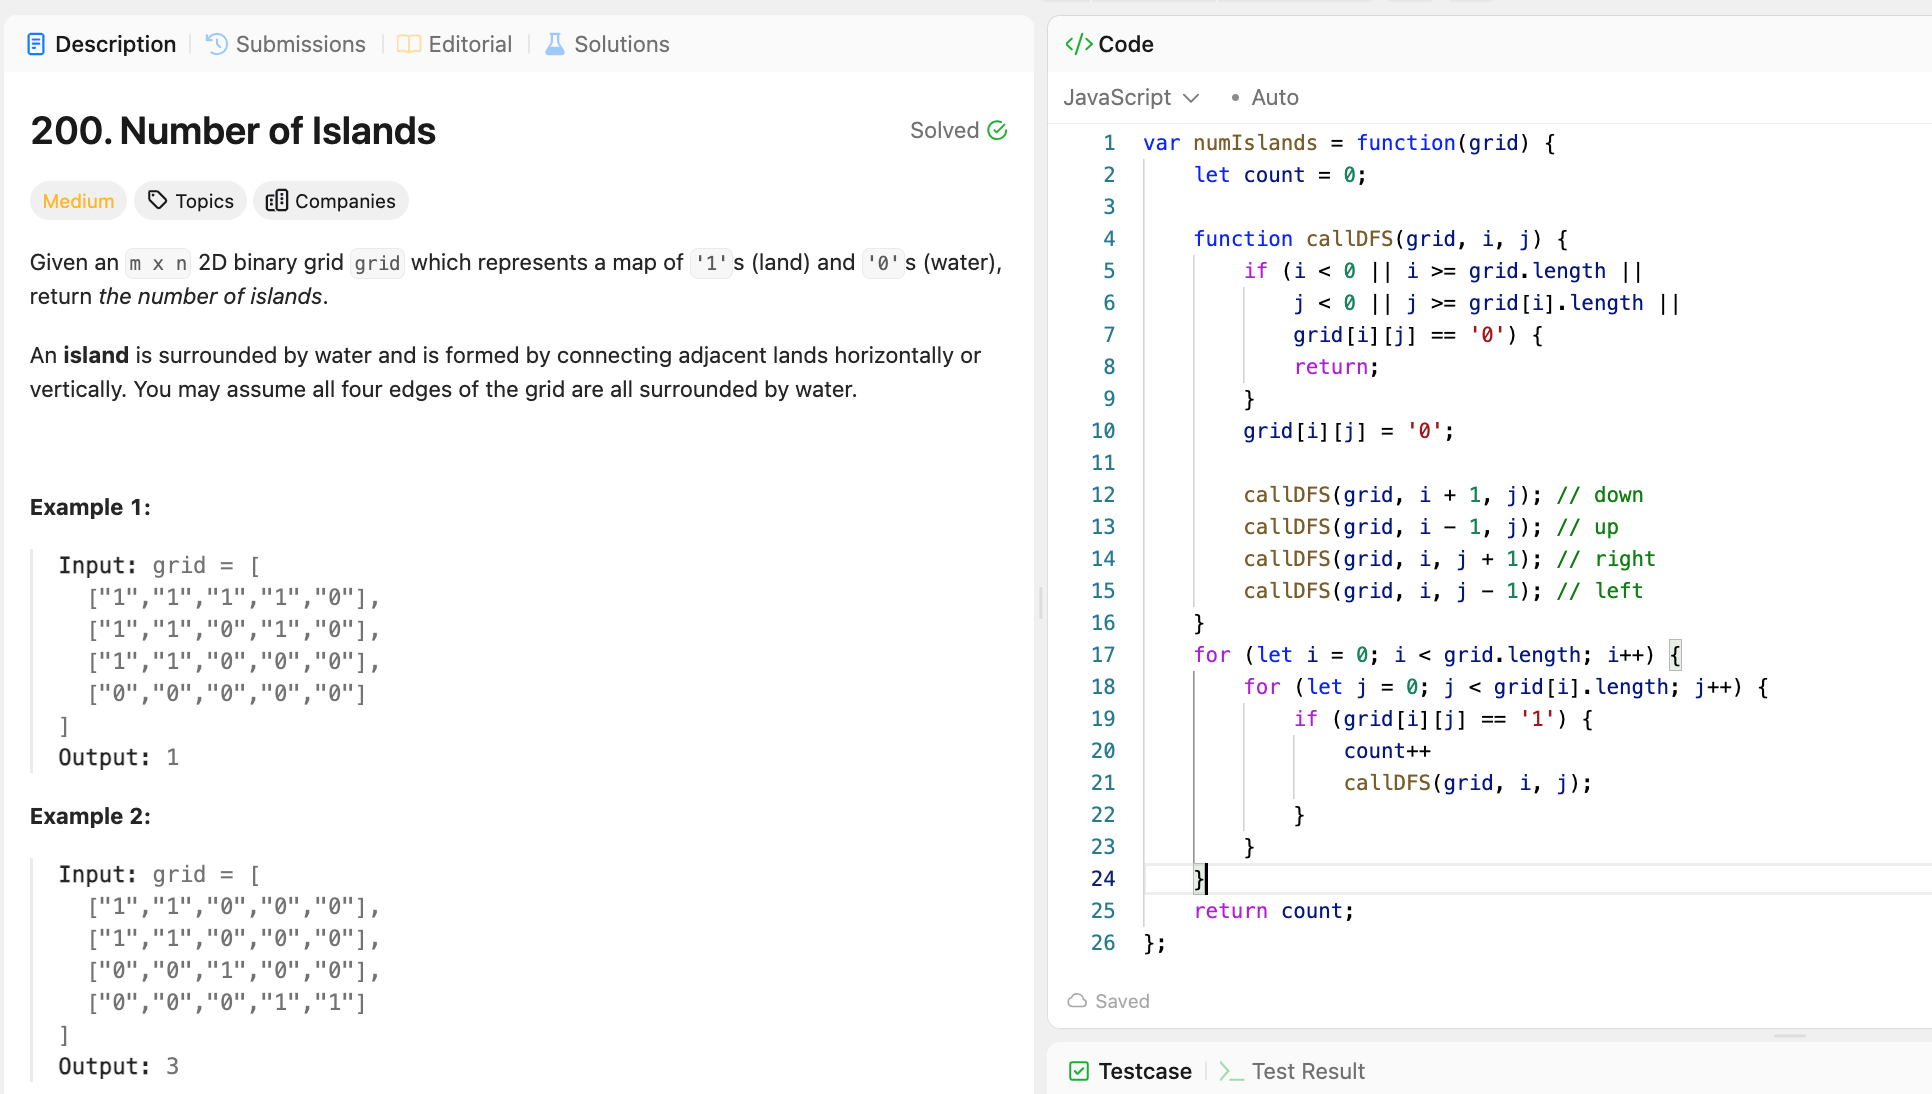 Description
Submissions
Editorial
Solutions
200. Number of Islands
Solved
Medium
Topics
Companies
Given an m x n 2D binary grid grid which represents a map of '1's (land) and '0's (water),
return the number of islands.
An island is surrounded by water and is formed by connecting adjacent lands horizontally or
vertically. You may assume all four edges of the grid are all surrounded by water.
Example 1:
Input: grid = [
  ["1","1","1","1","0"],
  ["1","1","0","1","0"],
  ["1","1","0","0","0"],
  ["0","0","0","0","0"]
]
Output: 1
Example 2:
Input: grid = [
  ["1","1","0","0","0"],
  ["1","1","0","0","0"],
  ["0","0","1","0","0"],
  ["0","0","0","1","1"]
]
Output: 3
</> Code
JavaScript • Auto
1 var numIslands = function(grid) {
2     let count = 0;
3
4     function callDFS(grid, i, j) {
5         if (i < 0 || i >= grid.length ||
6             j < 0 || j >= grid[i].length ||
7             grid[i][j] == '0') {
8             return;
9         }
10         grid[i][j] = '0';
11
12         callDFS(grid, i + 1, j); // down
13         callDFS(grid, i - 1, j); // up
14         callDFS(grid, i, j + 1); // right
15         callDFS(grid, i, j - 1); // left
16     }
17     for (let i = 0; i < grid.length; i++) {
18         for (let j = 0; j < grid[i].length; j++) {
19             if (grid[i][j] == '1') {
20                 count++
21                 callDFS(grid, i, j);
22             }
23         }
24     }
25     return count;
26 };
Saved
Testcase
>_ Test Result